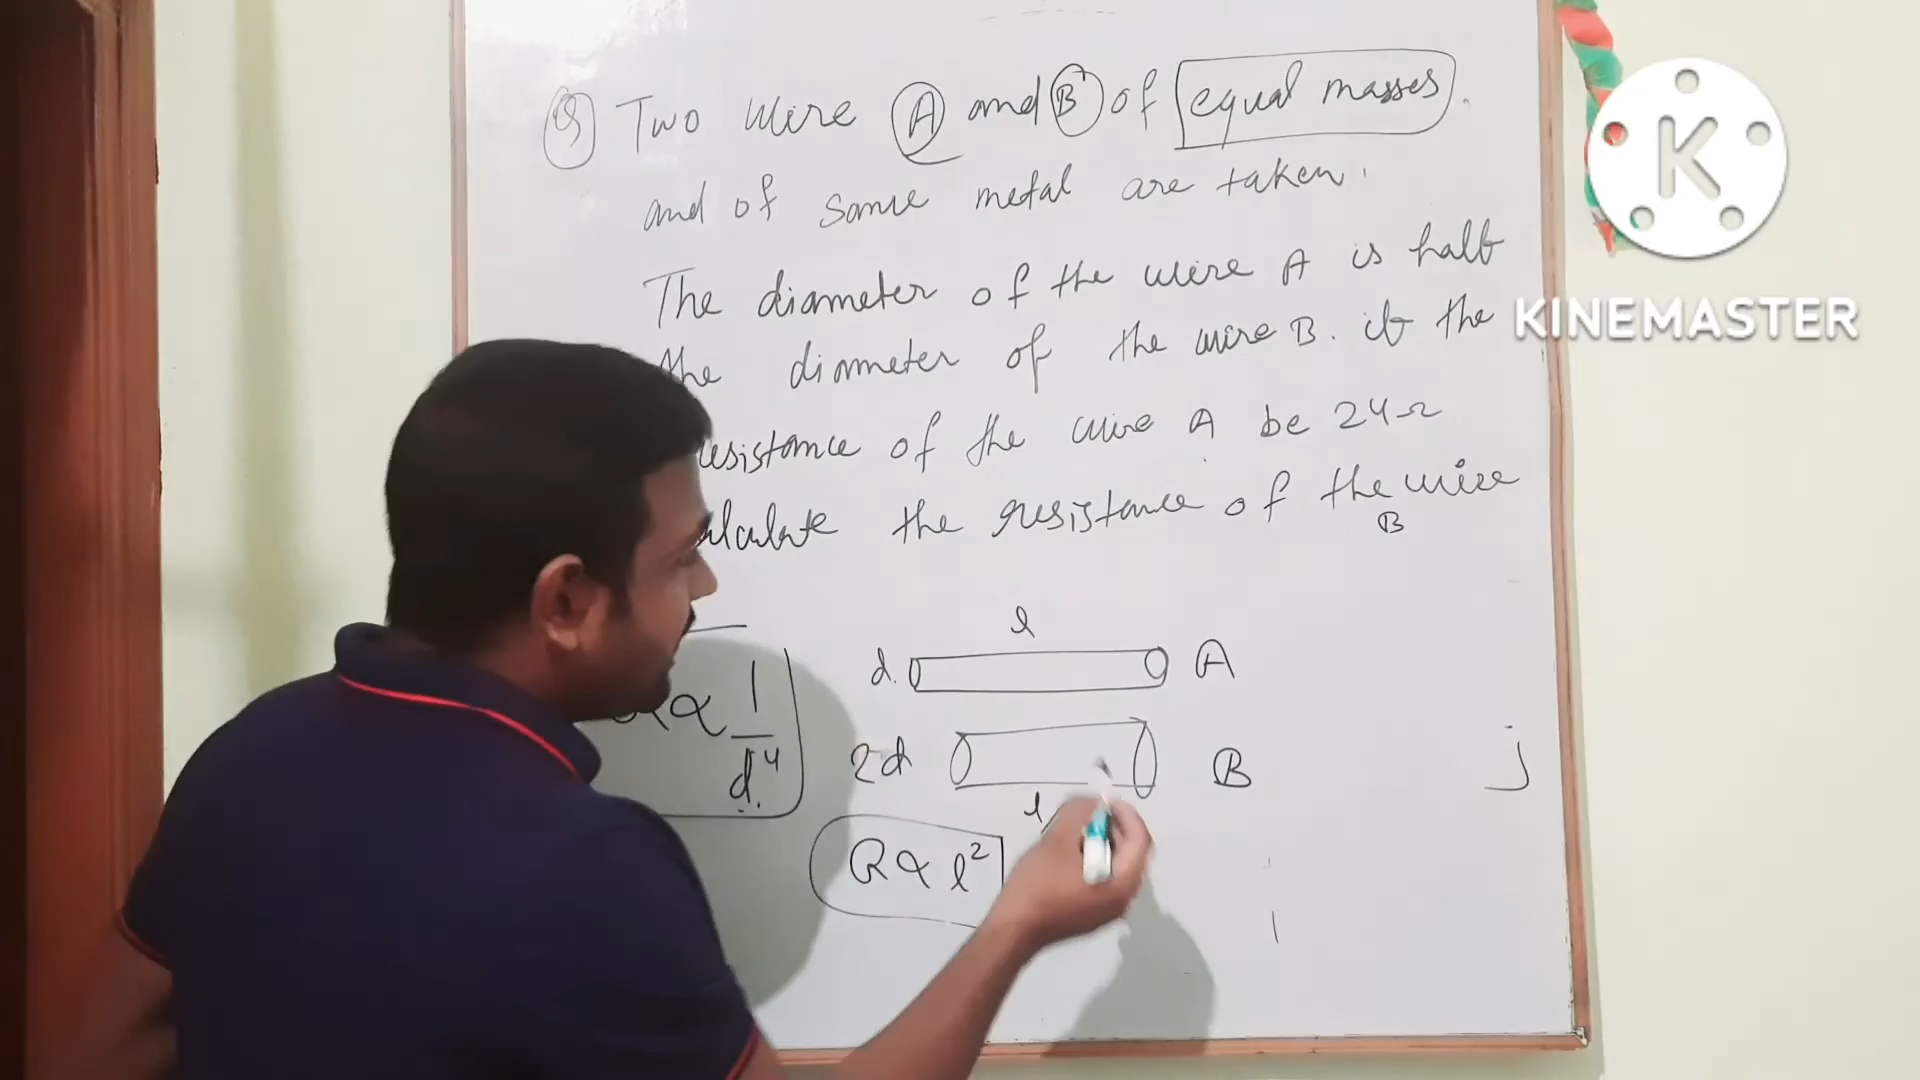 Q Two wire A and B of equal masses.
and of same metal are taken.
The diameter of the wire A is half
the diameter of the wire B. if the
esistance of the wire A be 24Ω
alculate the resistance of the wire
B
l
d. A
2d B
l
∝ 1/d⁴
R ∝ l²
j
K
KINEMASTER